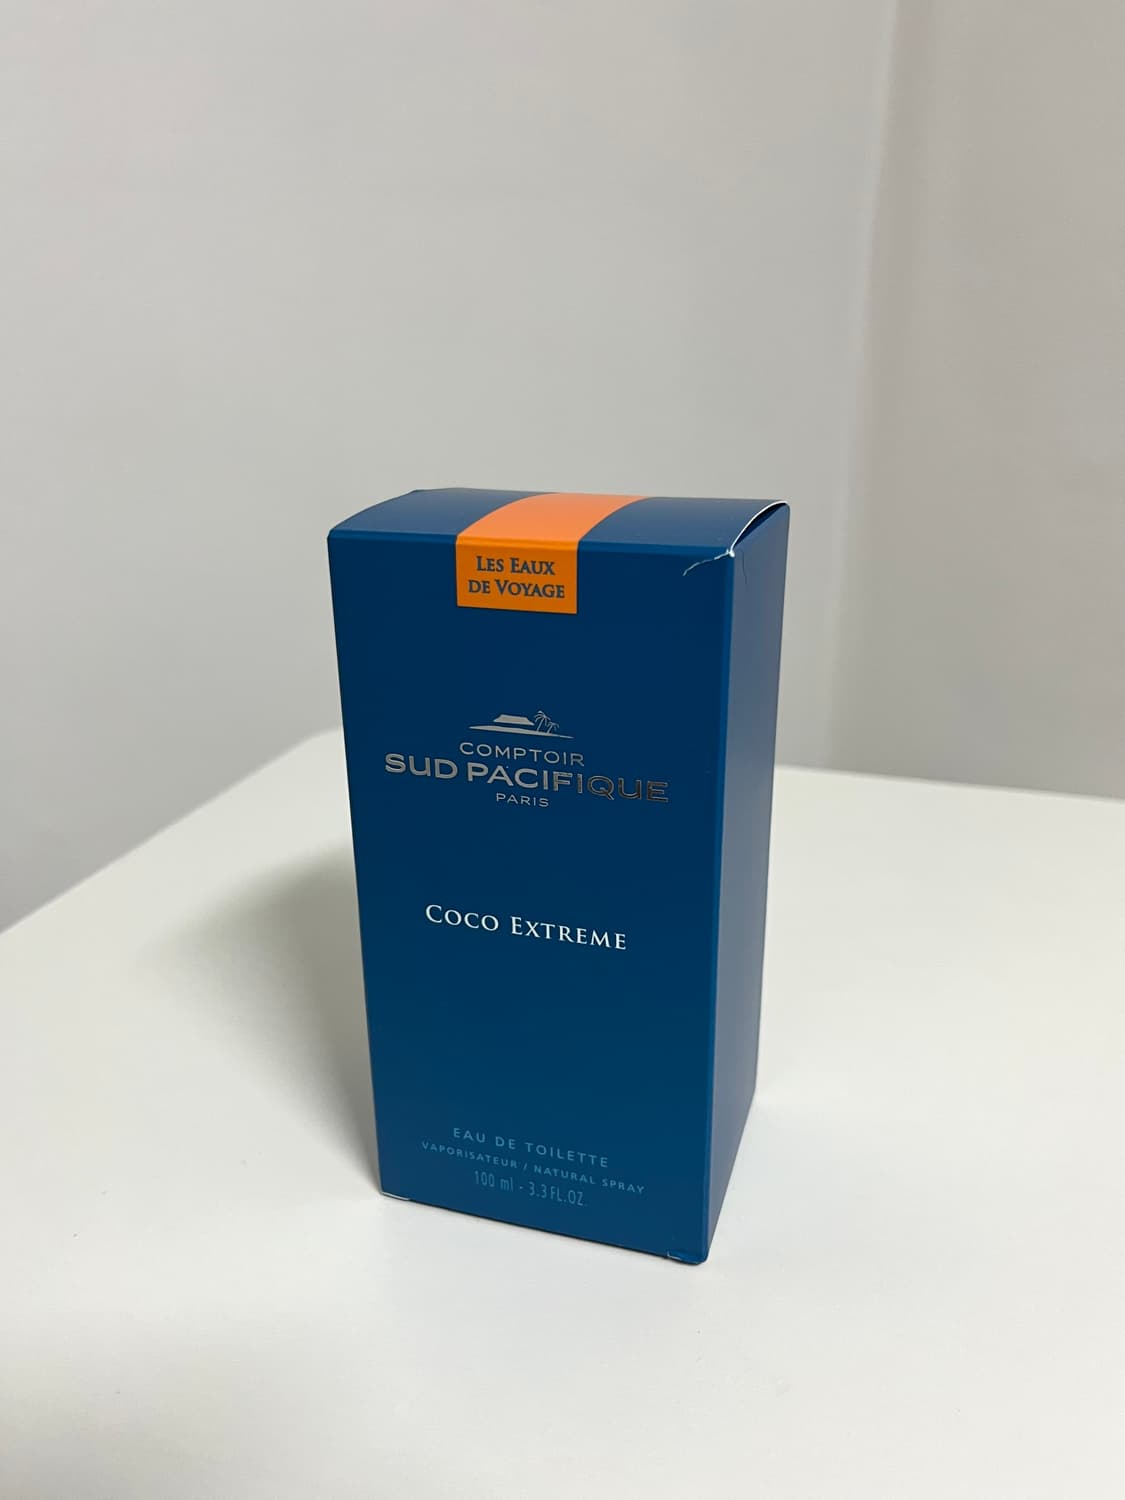 LES EAUX
DE VOYAGE
COMPTOIR
SUD PACIFIQUE
PARIS
COCO EXTREME
EAU DE TOILETTE
VAPORISATEUR / NATURAL SPRAY
100 ml - 3.3 FL.OZ.